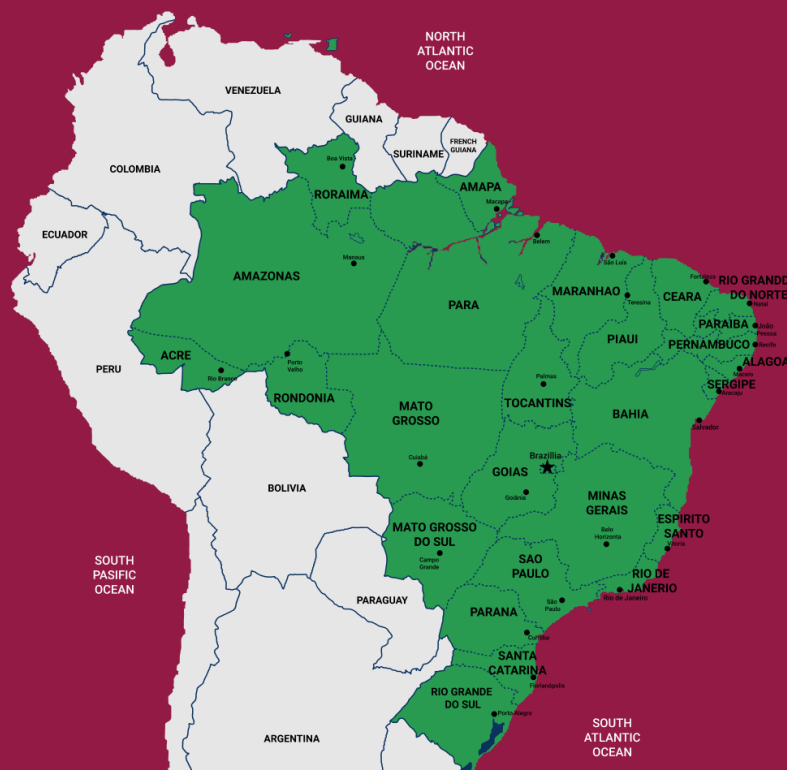 NORTH
ATLANTIC
OCEAN
VENEZUELA
GUIANA
SURINAME
FRENCH
GUIANA
COLOMBIA
Boa Vista
RORAIMA
AMAPA
Macapa
ECUADOR
Belem
São Luis
Manaus
AMAZONAS
Fortaleza
RIO GRANDE
DO NORTE
Natal
MARANHAO
Teresina
CEARA
PARA
PARAIBA
João
Pessoa
PIAUI
PERNAMBUCO
Recife
ACRE
Rio Branco
Porto
Velho
ALAGOA
Maceio
PERU
Palmas
SERGIPE
Aracaju
RONDONIA
TOCANTINS
MATO
GROSSO
BAHIA
Salvador
Cuiabá
Brazillia
GOIAS
Goiânia
BOLIVIA
MINAS
GERAIS
Belo
Horizonta
ESPIRITO
SANTO
Vitoria
MATO GROSSO
DO SUL
Campo
Grande
SOUTH
PASIFIC
OCEAN
SAO
PAULO
São
Paulo
RIO DE
JANERIO
Rio de Janeiro
PARAGUAY
PARANA
Curitiba
SANTA
CATARINA
Florianópolis
RIO GRANDE
DO SUL
Porto Alegre
ARGENTINA
SOUTH
ATLANTIC
OCEAN